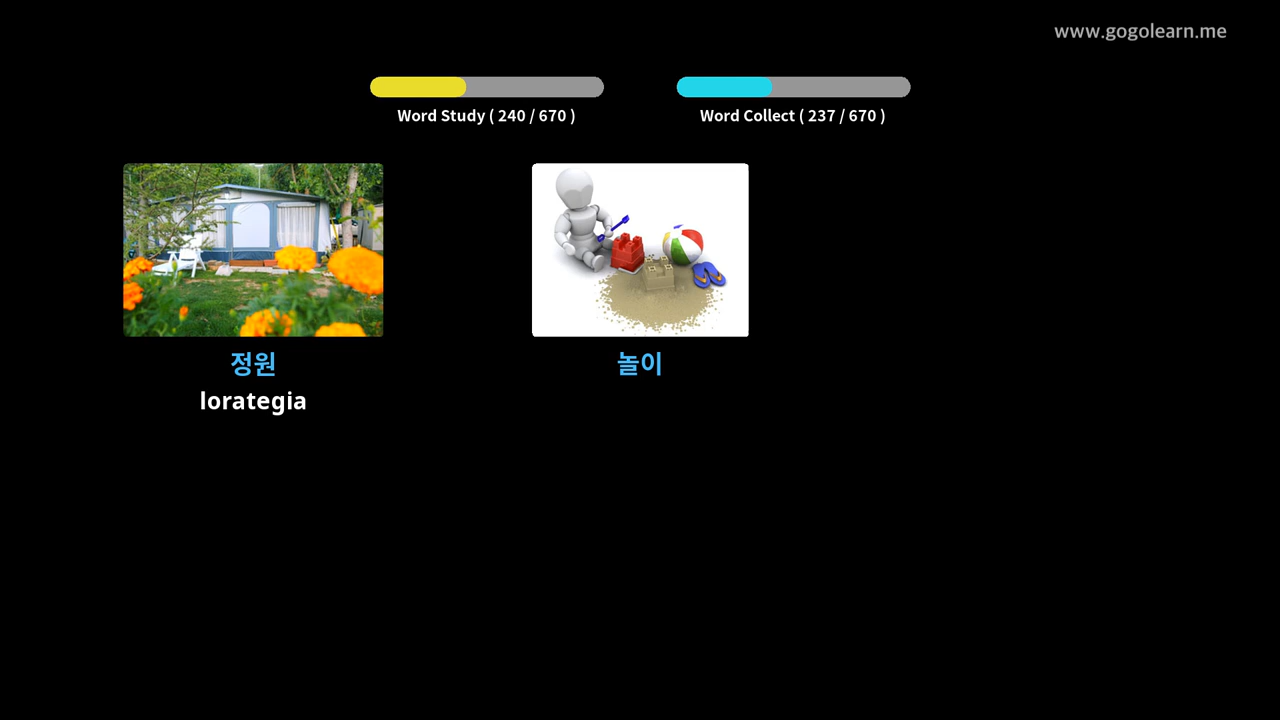 www.gogolearn.me
Word Study ( 240 / 670 )
Word Collect ( 237 / 670 )
정원
lorategia
놀이